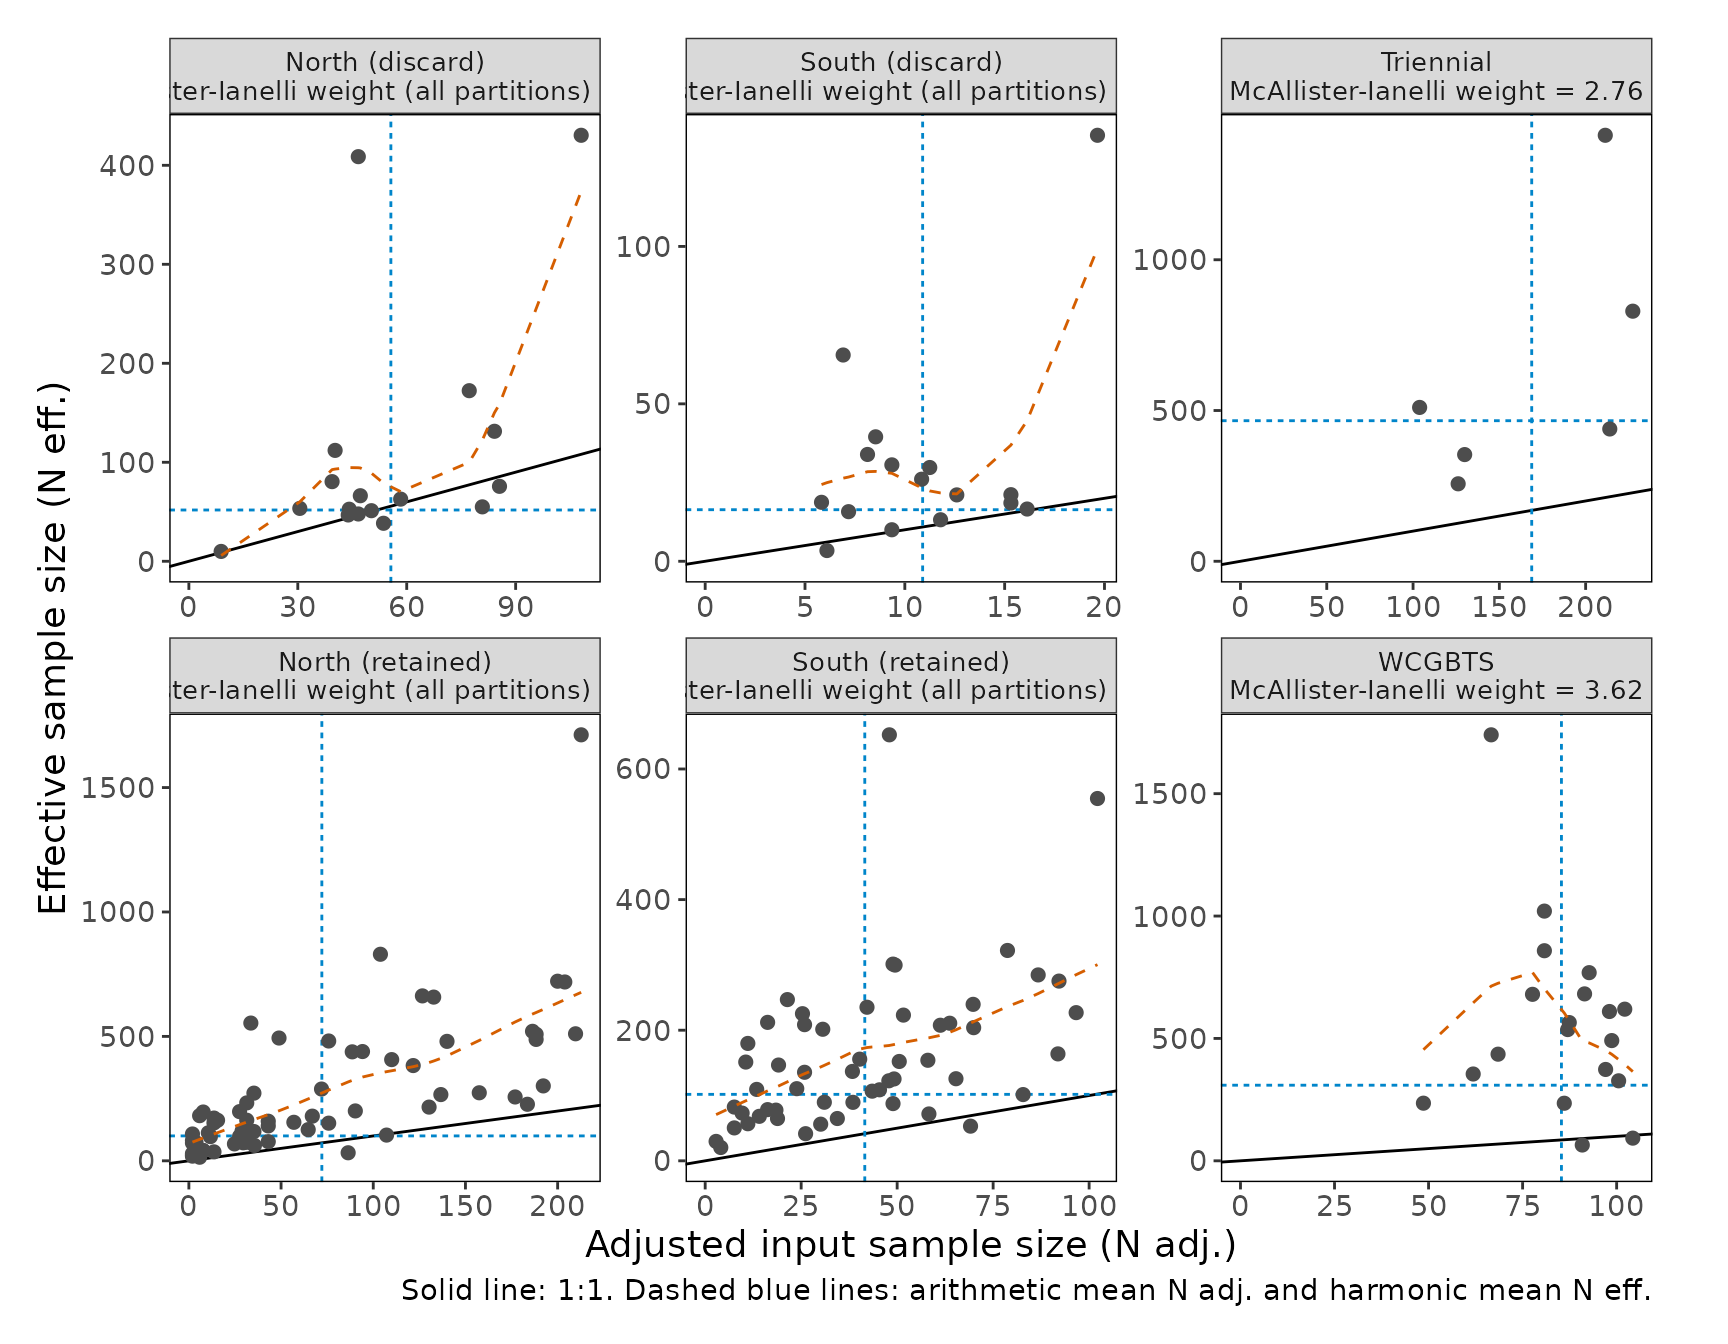 North (discard)
ter-Ianelli weight (all partitions)
South (discard)
ter-Ianelli weight (all partitions)
Triennial
McAllister-Ianelli weight = 2.76
400
300
200
100
0
0 30 60 90
100
50
0
0 5 10 15 20
1000
500
0
0 50 100 150 200
North (retained)
ter-Ianelli weight (all partitions)
South (retained)
ter-Ianelli weight (all partitions)
WCGBTS
McAllister-Ianelli weight = 3.62
1500
1000
500
0
0 50 100 150 200
600
400
200
0
0 25 50 75 100
1500
1000
500
0
0 25 50 75 100
Effective sample size (N eff.)
Adjusted input sample size (N adj.)
Solid line: 1:1. Dashed blue lines: arithmetic mean N adj. and harmonic mean N eff.